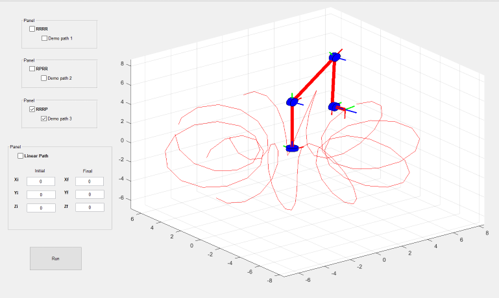 Panel
RRRR
Demo path 1
Panel
RPRR
Demo path 2
Panel
RRRP
Demo path 3
Panel
Linear Path
Initial Final
Xi 0 Xf 0
Yi 0 Yf 0
Zi 0 Zf 0
Run
8
6
4
2
0
-2
-4
-6
6 4 2 0 -2 -4 -6 -8
-6 -4 -2 0 2 4 6 8